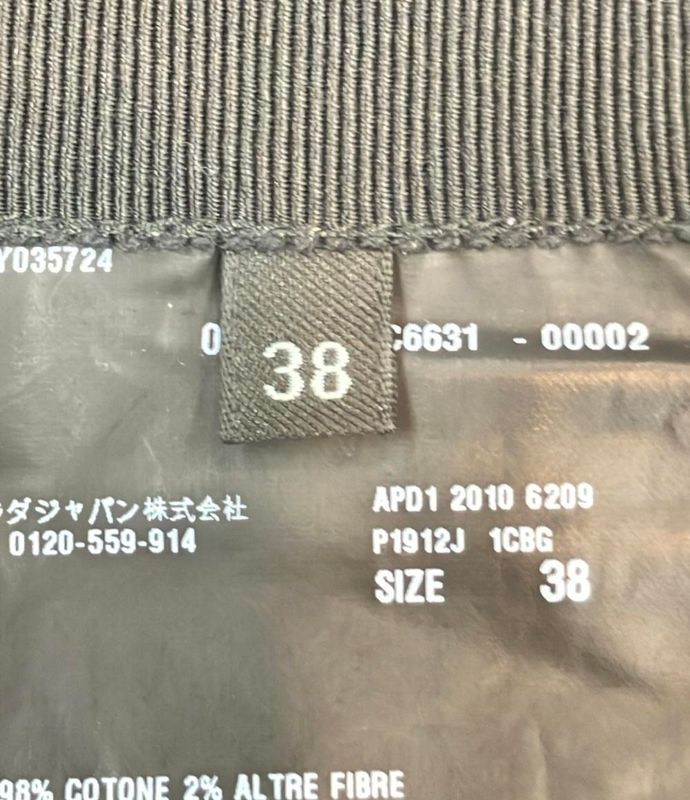 Y035724
0 C6631 - 00002
38
ラダジャパン株式会社
0120-559-914
APD1 2010 6209
P1912J 1CBG
SIZE 38
98% COTONE 2% ALTRE FIBRE